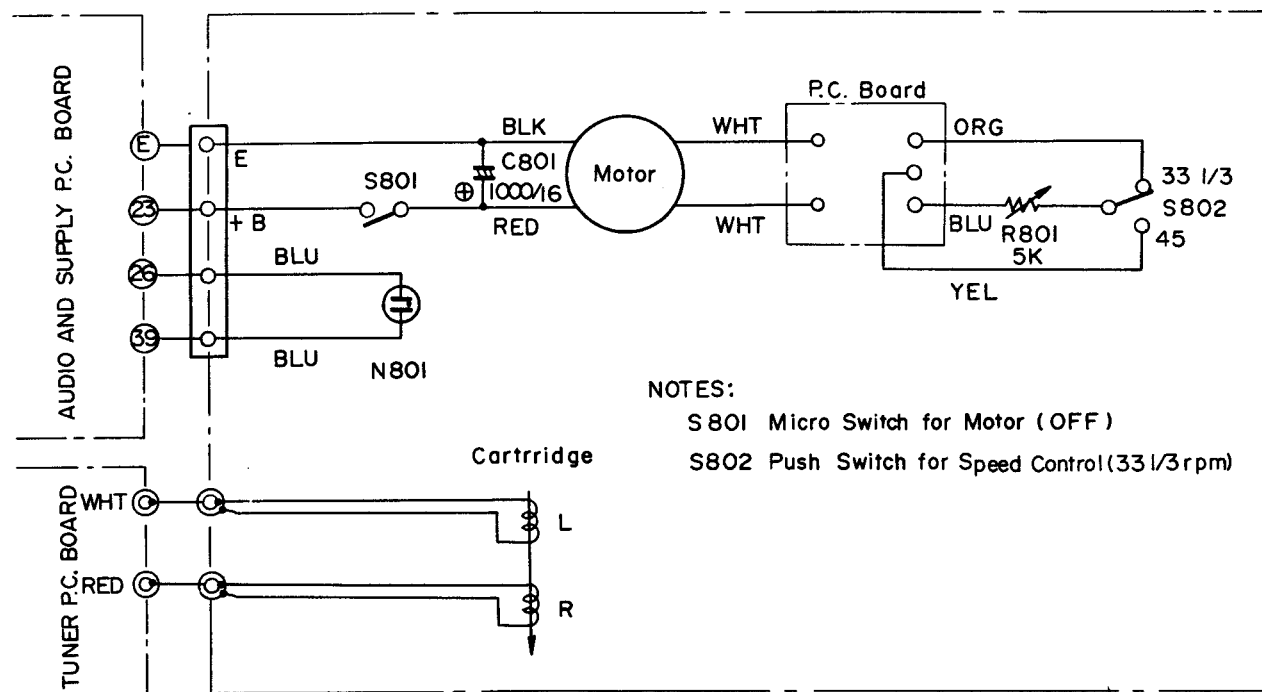 AUDIO AND SUPPLY P.C. BOARD
P.C. Board
E
E
BLK
WHT
ORG
C801
Motor
33 1/3
S801
⊕ 1000/16
S802
23
+ B
RED
WHT
BLU
R801
5K
45
26
BLU
YEL
39
BLU
N801
NOTES:
S801 Micro Switch for Motor (OFF)
S802 Push Switch for Speed Control (33 1/3 rpm)
Cartrridge
TUNER P.C. BOARD
WHT
L
RED
R